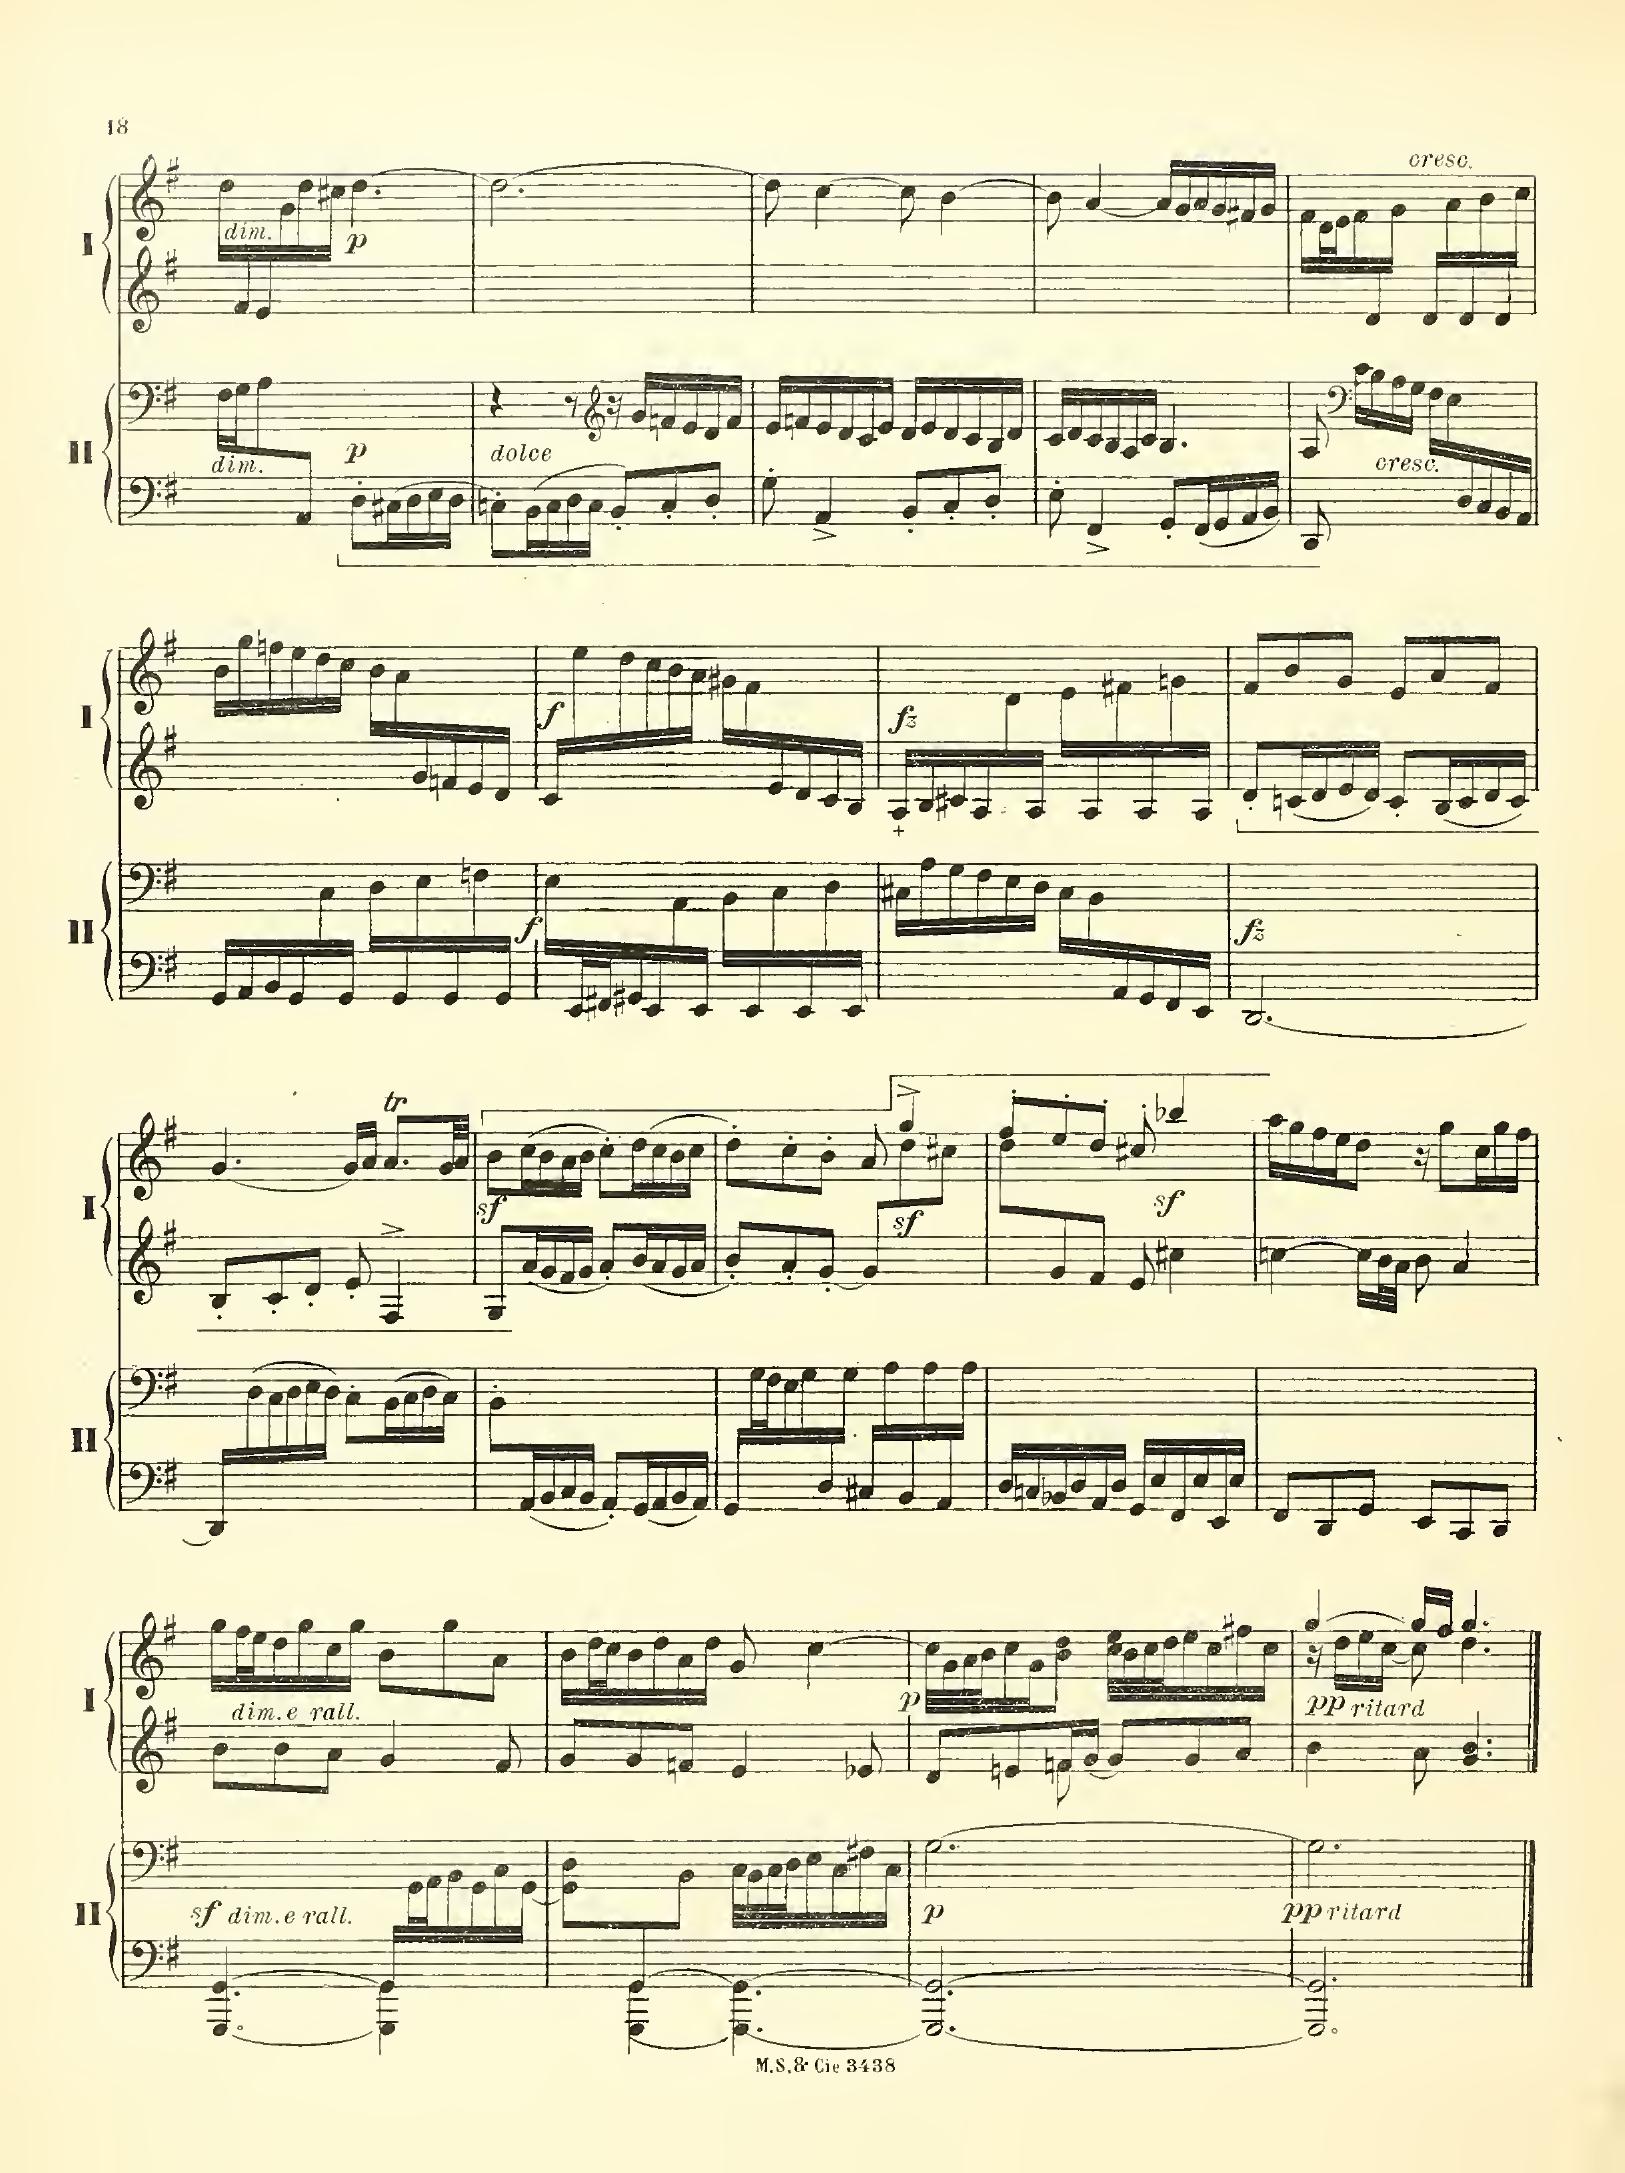 18
cresc.
I
dim.
p
II
dim.
p
dolce
cresc.
I
f
fz
II
f
fz
tr
I
sf
sf
sf
II
I
dim. e rall.
p
pp ritard
II
sf dim. e rall.
p
pp ritard
M.S.& Cie 3438